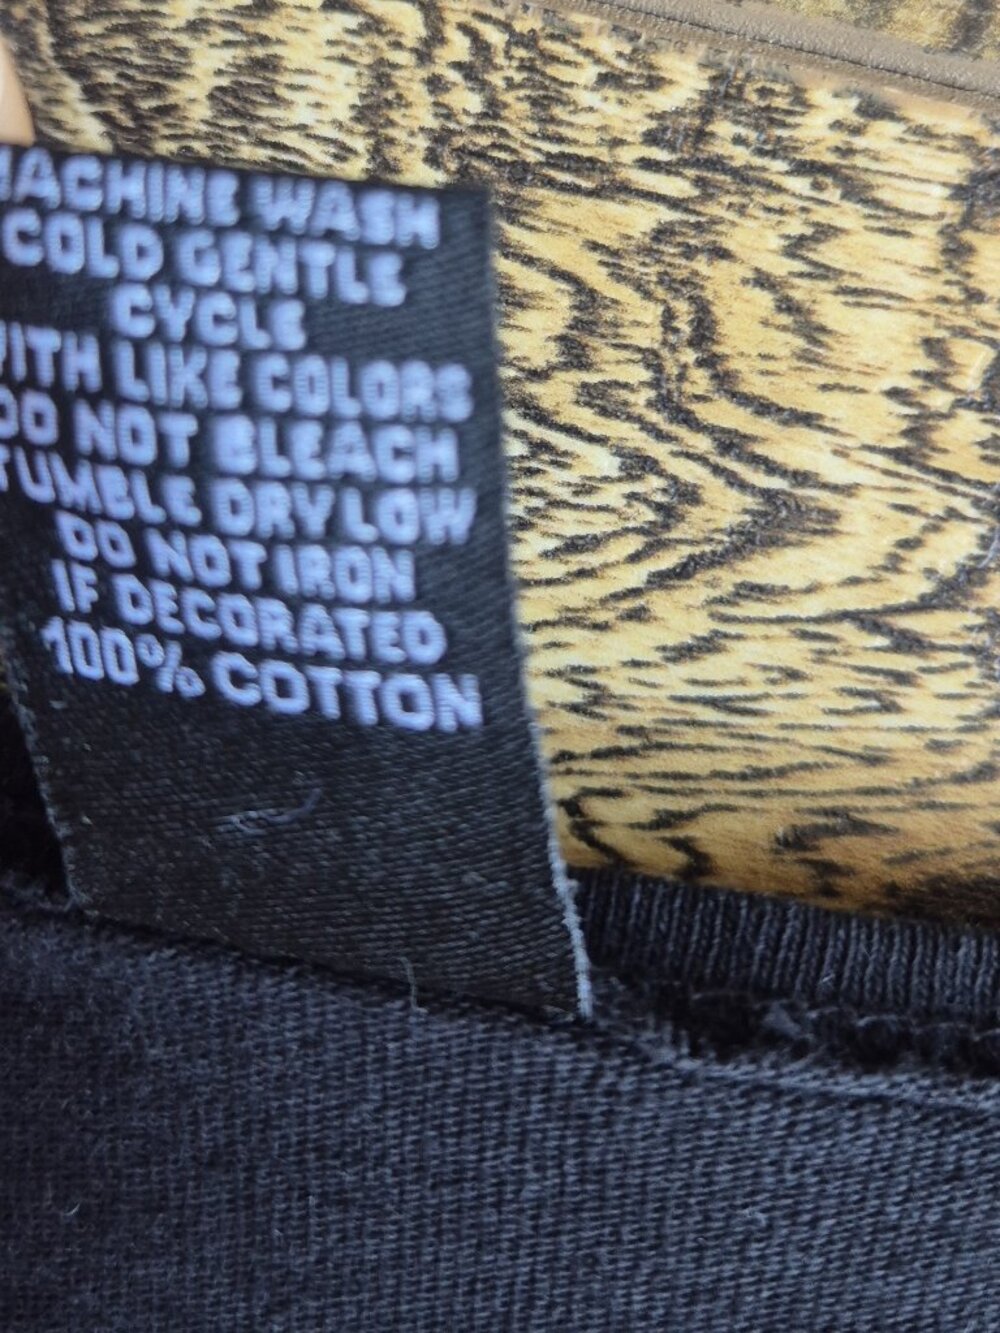 MACHINE WASH
COLD GENTLE
CYCLE
WITH LIKE COLORS
DO NOT BLEACH
TUMBLE DRY LOW
DO NOT IRON
IF DECORATED
100% COTTON